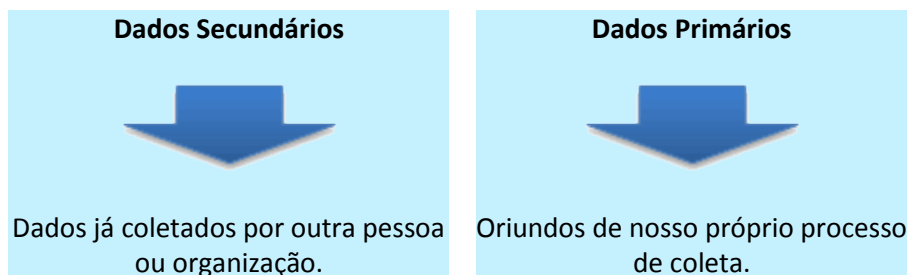 Dados Secundários
Dados já coletados por outra pessoa
ou organização.
Dados Primários
Oriundos de nosso próprio processo
de coleta.